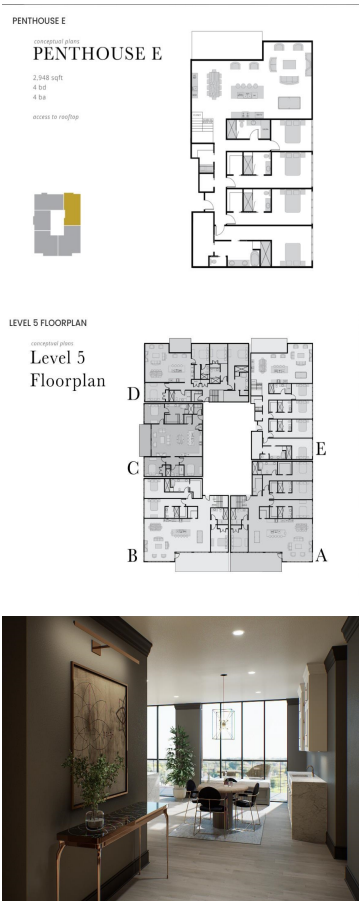 PENTHOUSE E
conceptual plans
PENTHOUSE E
2,948 sqft
4 bd
4 ba
access to rooftop
LEVEL 5 FLOORPLAN
conceptual plans
Level 5
Floorplan
D
E
C
B
A